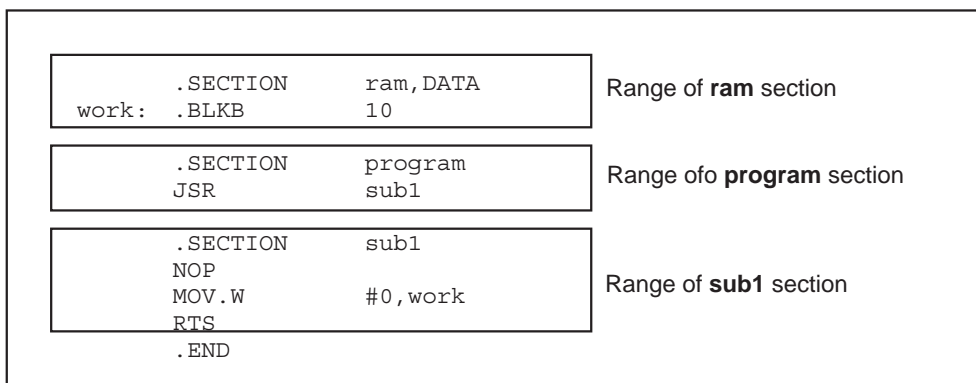 .SECTION ram,DATA
work: .BLKB 10
Range of ram section
.SECTION program
JSR sub1
Range ofo program section
.SECTION sub1
NOP
MOV.W #0,work
RTS
Range of sub1 section
.END